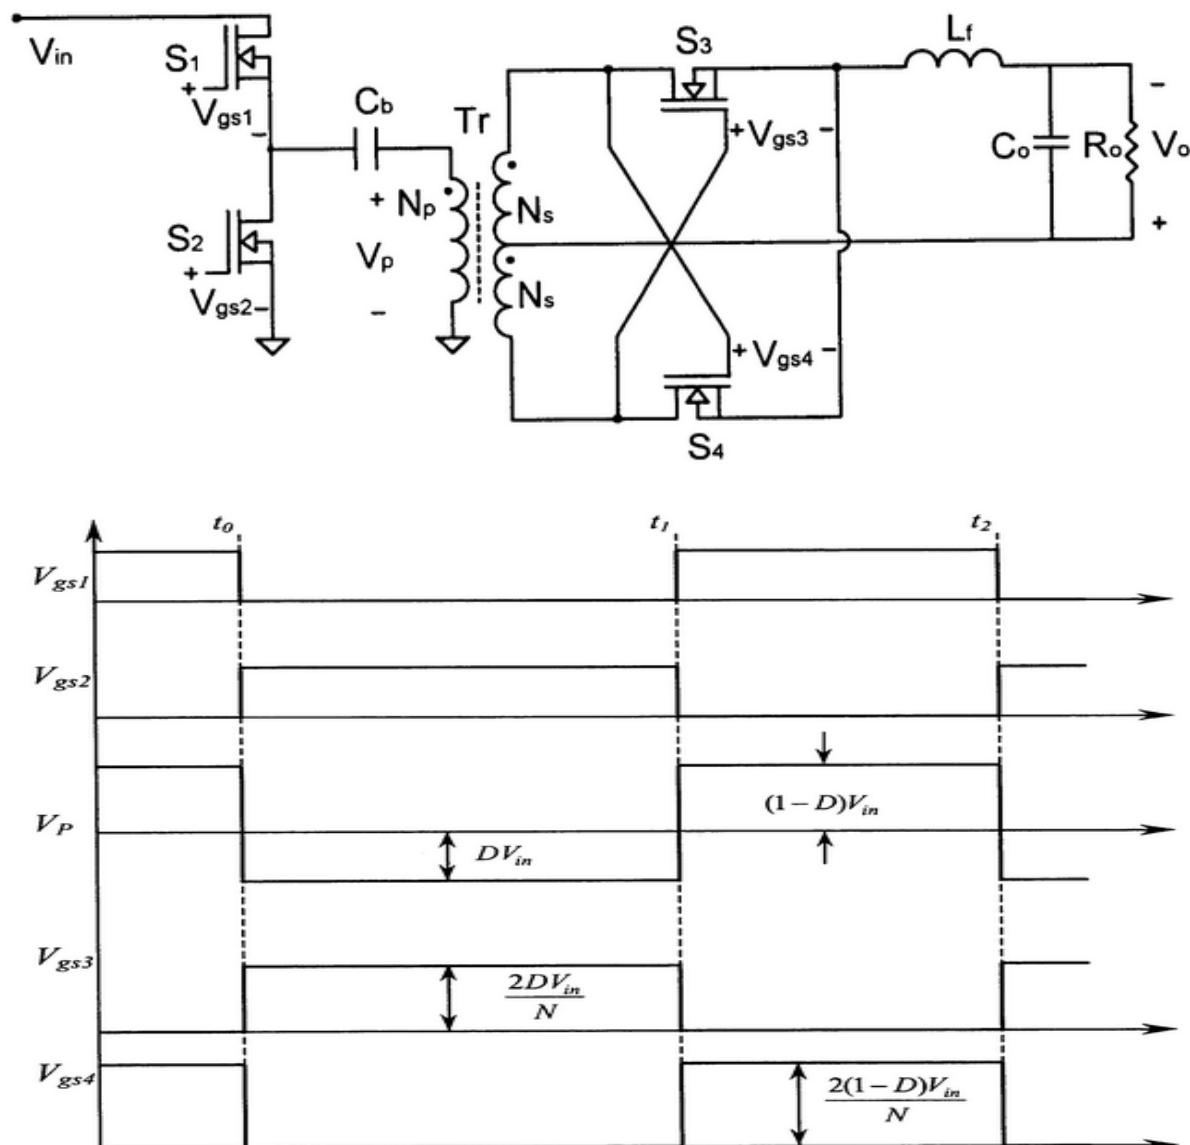 Vin
S1
+
Vgs1
-
Cb
Tr
S3
Lf
+ Vgs3 -
-
Co
Ro
Vo
+
S2
+
Vgs2 -
+
Np
Vp
-
Ns
Ns
+ Vgs4 -
S4
t0
t1
t2
Vgs1
Vgs2
VP
(1-D)Vin
DVin
Vgs3
2DVin
N
Vgs4
2(1-D)Vin
N